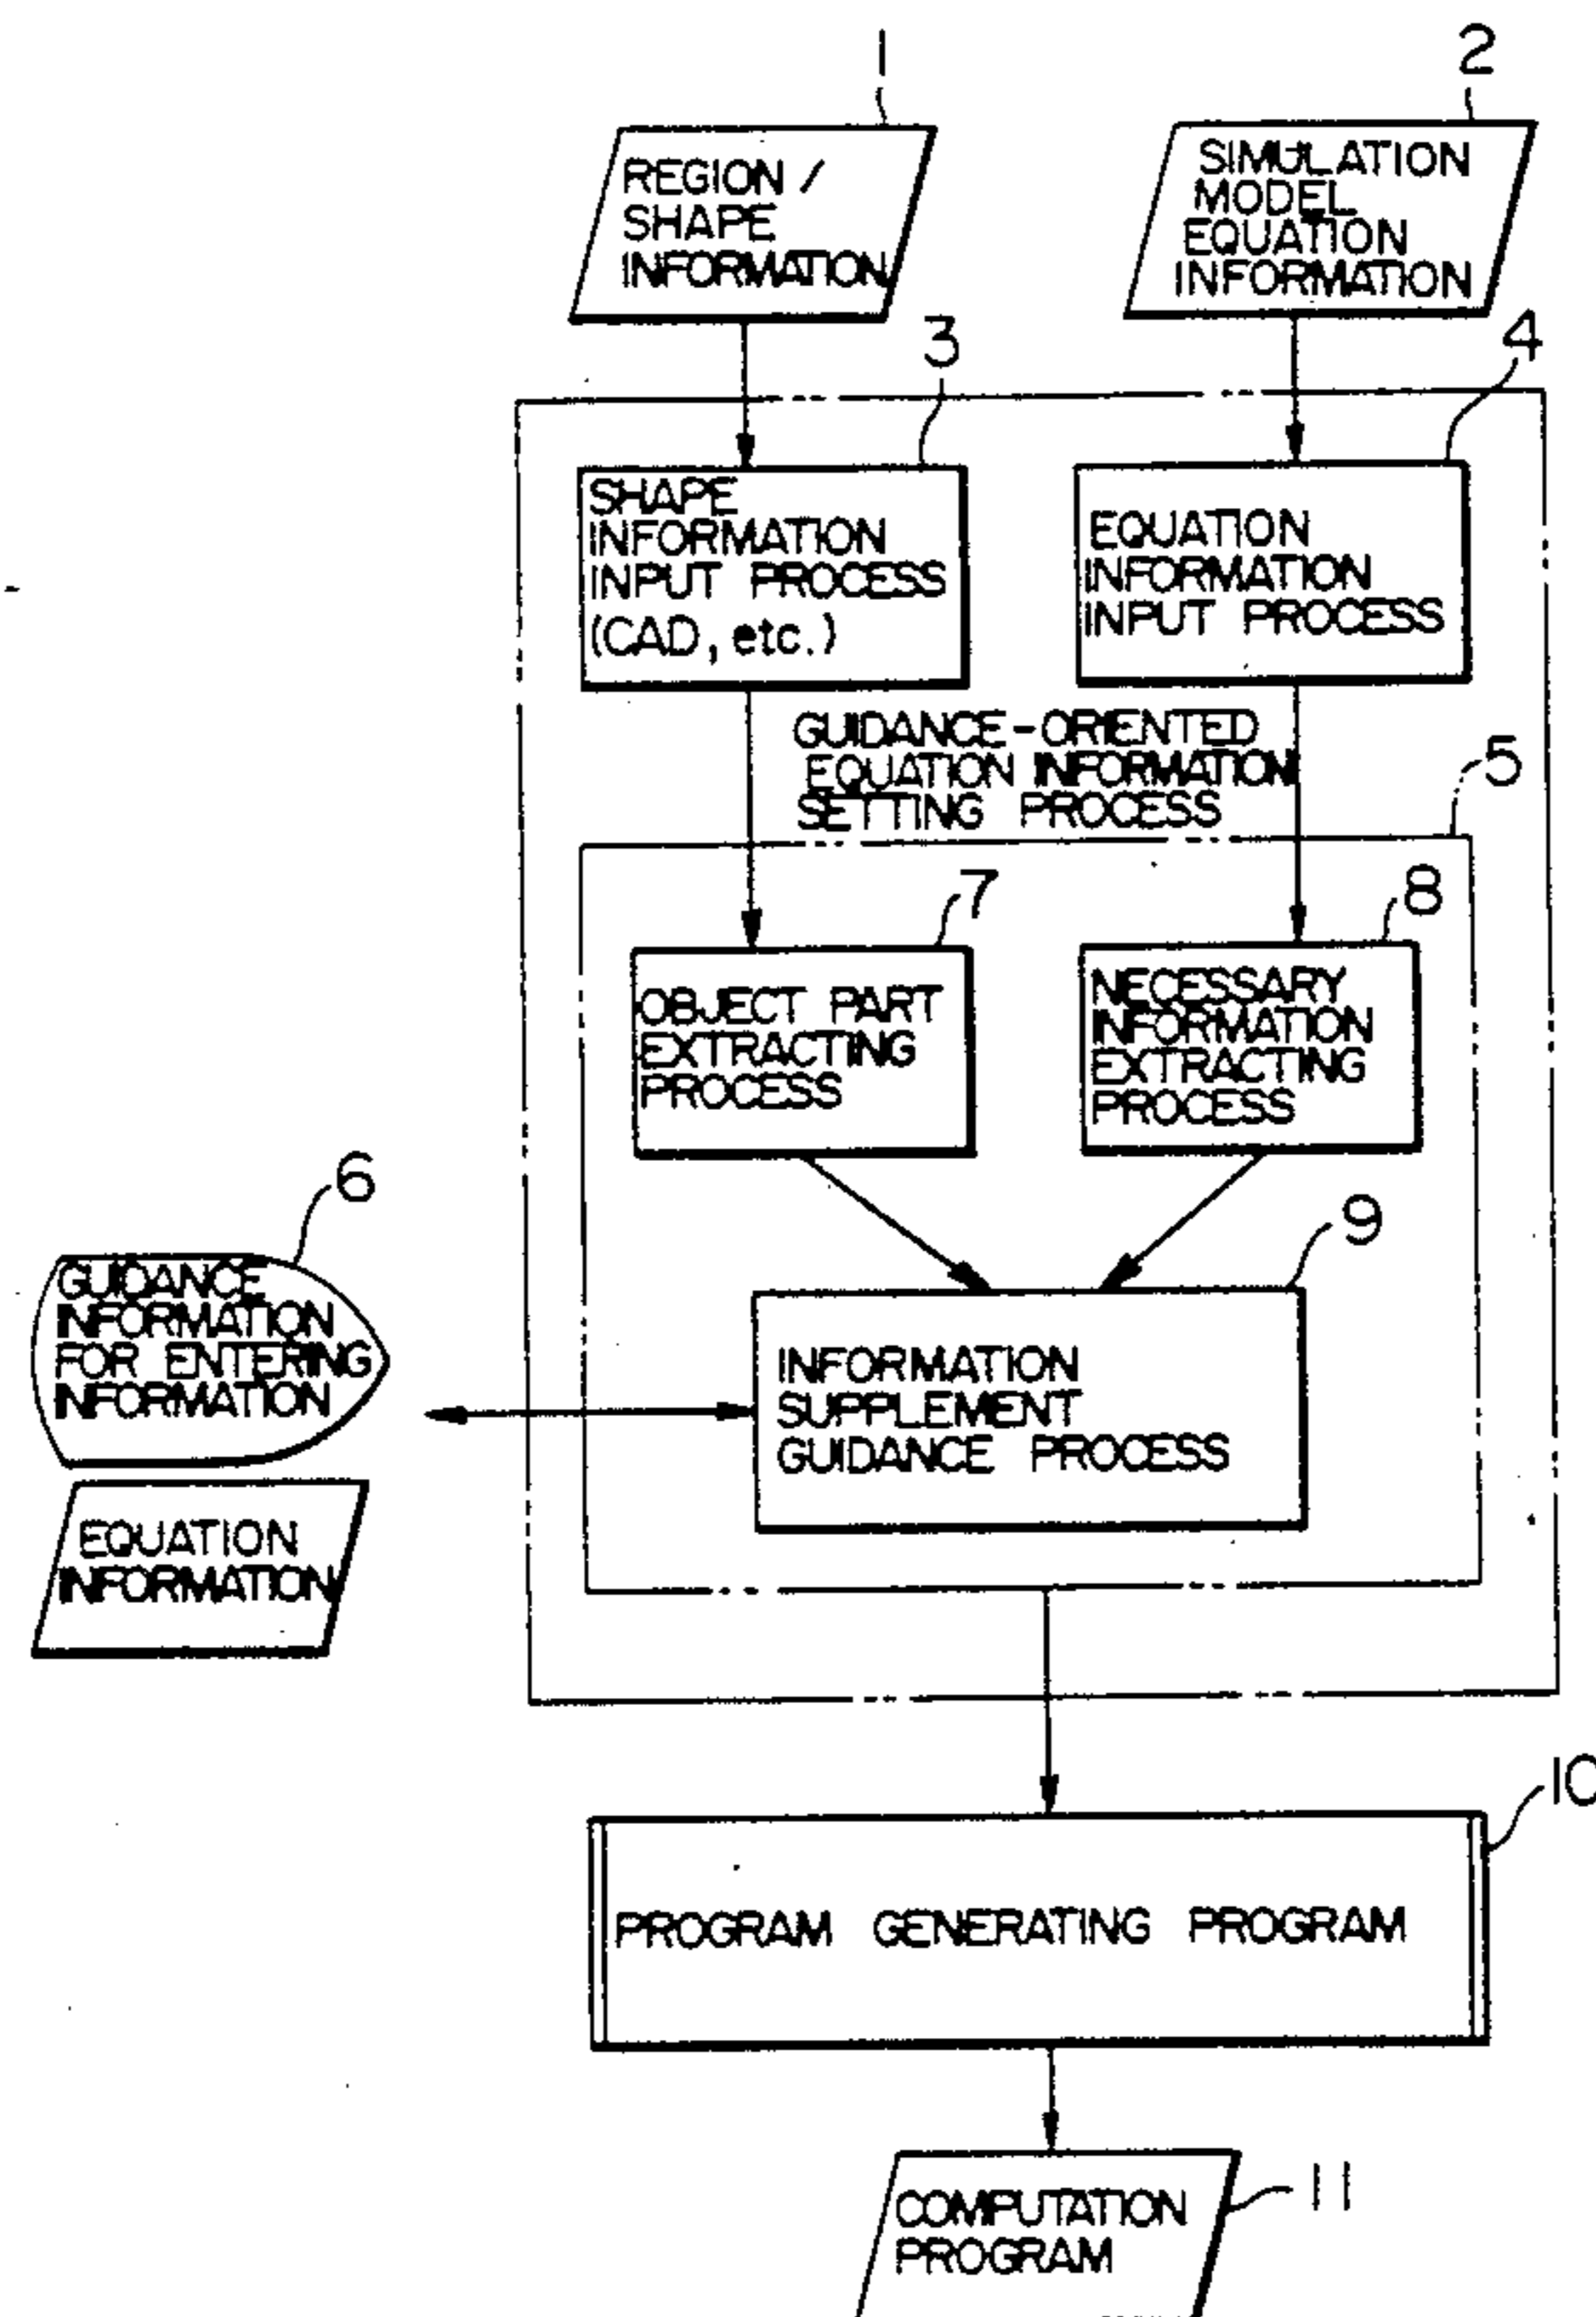 1
2
REGION /
SHAPE
INFORMATION
SIMULATION
MODEL
EQUATION
INFORMATION
3
4
SHAPE
INFORMATION
INPUT PROCESS
(CAD, etc.)
EQUATION
INFORMATION
INPUT PROCESS
GUIDANCE-ORIENTED
EQUATION INFORMATION
SETTING PROCESS
5
7
8
OBJECT PART
EXTRACTING
PROCESS
NECESSARY
INFORMATION
EXTRACTING
PROCESS
6
9
GUIDANCE
INFORMATION
FOR ENTERING
INFORMATION
INFORMATION
SUPPLEMENT
GUIDANCE PROCESS
EQUATION
INFORMATION
10
PROGRAM GENERATING PROGRAM
11
COMPUTATION
PROGRAM